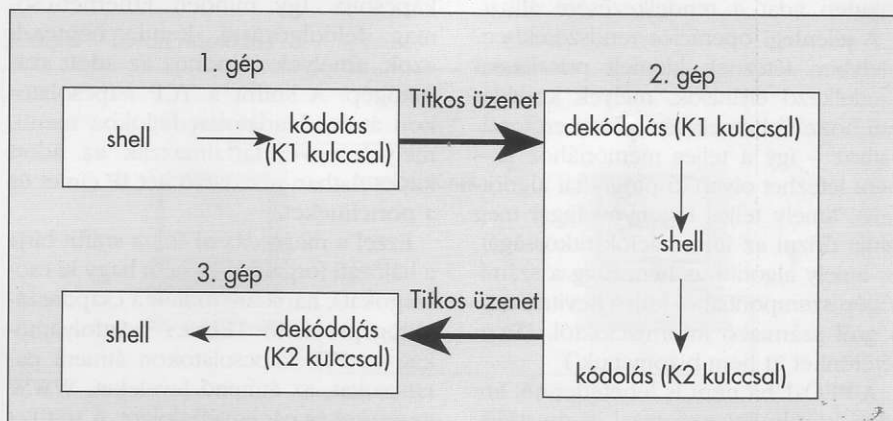 1. gép
shell
kódolás
(K1 kulccsal)
Titkos üzenet
2. gép
dekódolás (K1 kulccsal)
shell
kódolás (K2 kulccsal)
Titkos üzenet
3. gép
dekódolás
(K2 kulccsal)
shell